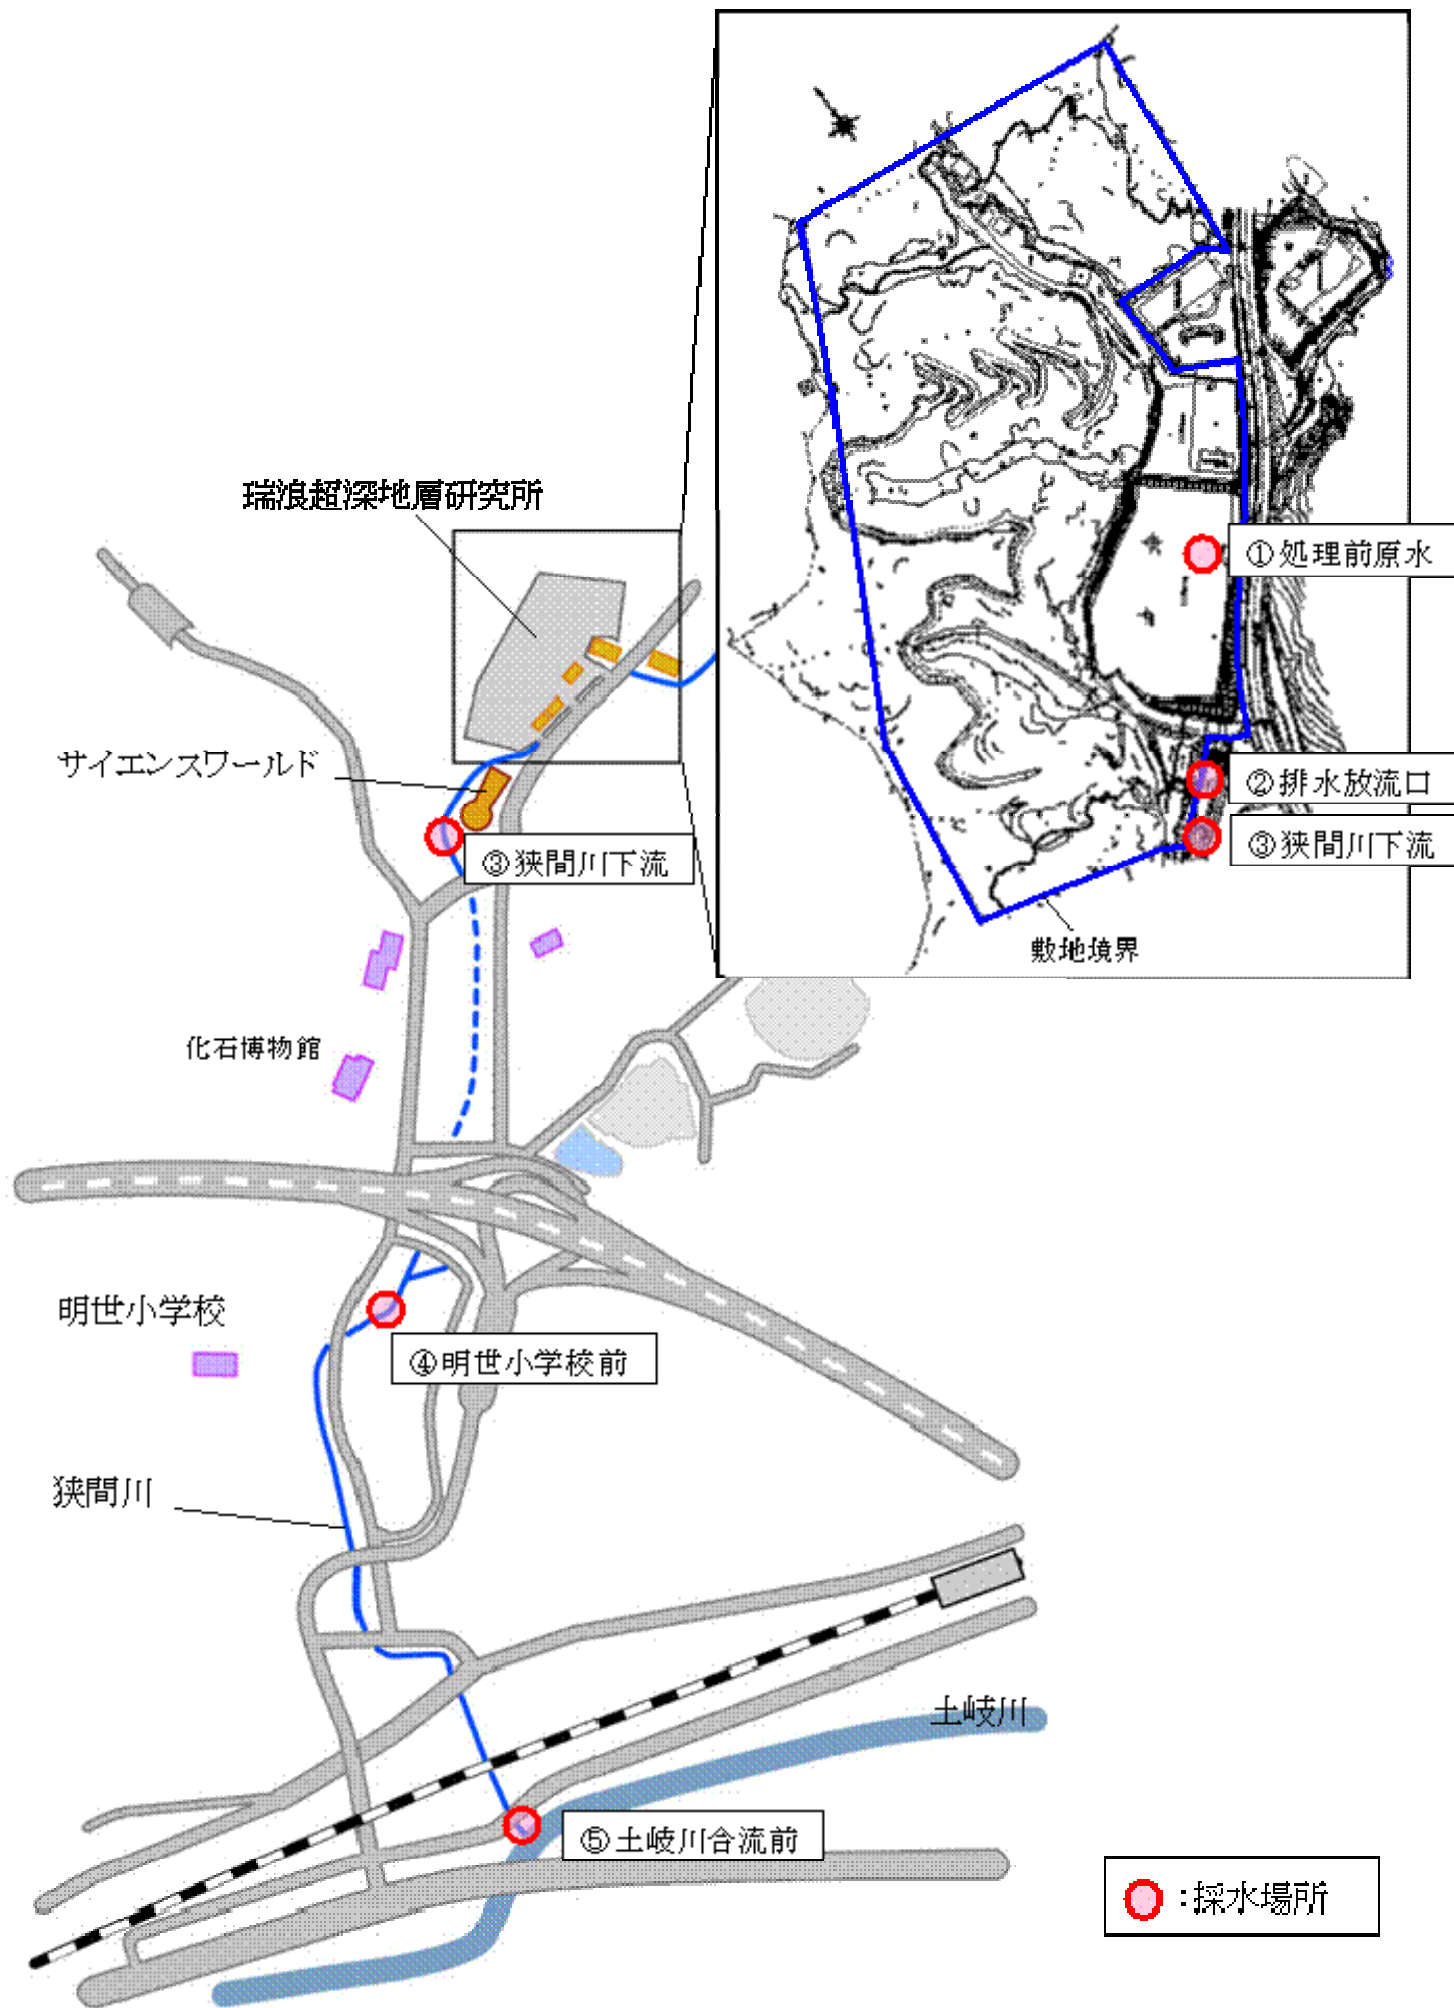 瑞浪超深地層研究所
①処理前原水
サイエンスワールド
②排水放流口
③狭間川下流
③狭間川下流
敷地境界
化石博物館
明世小学校
④明世小学校前
狭間川
土岐川
⑤土岐川合流前
:採水場所